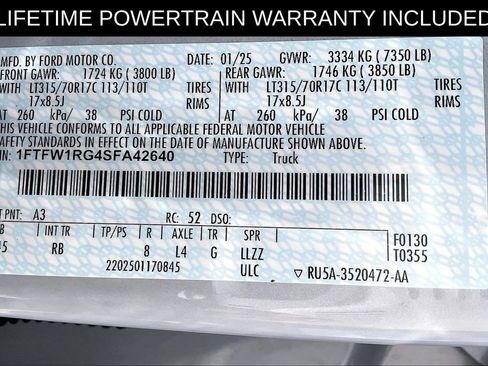 LIFETIME POWERTRAIN WARRANTY INCLUDED
MFG. BY FORD MOTOR CO. DATE: 01/25 GVWR: 3334 KG ( 7350 LB)
FRONT GAWR: 1724 KG ( 3800 LB) REAR GAWR: 1746 KG ( 3850 LB)
WITH LT315/70R17C 113/110T TIRES WITH LT315/70R17C 113/110T TIRES
17x8.5J RIMS 17x8.5J RIMS
AT 260 kPa/ 38 PSI COLD AT 260 kPa/ 38 PSI COLD
THIS VEHICLE CONFORMS TO ALL APPLICABLE FEDERAL MOTOR VEHICLE
SAFETY STANDARDS IN EFFECT ON THE DATE OF MANUFACTURE SHOWN ABOVE.
1FTFW1RG4SFA42640 TYPE: Truck
PNT: A3 RC: 52 DSO:
INT TR TP/PS R AXLE TR SPR F0130
RB 8 L4 G LLZZ T0355
2202501170845 ULC RU5A-3520472-AA